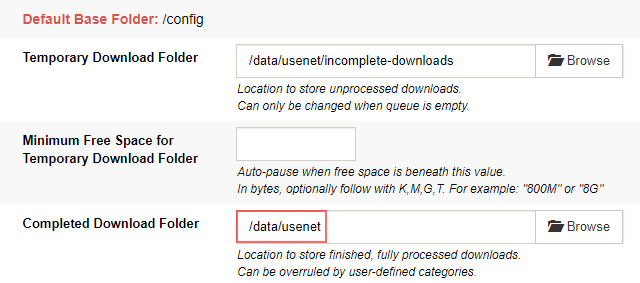 Default Base Folder: /config
Temporary Download Folder
/data/usenet/incomplete-downloads
Browse
Location to store unprocessed downloads.
Can only be changed when queue is empty.
Minimum Free Space for
Temporary Download Folder
Auto-pause when free space is beneath this value.
In bytes, optionally follow with K,M,G,T. For example: "800M" or "8G"
Completed Download Folder
/data/usenet
Browse
Location to store finished, fully processed downloads.
Can be overruled by user-defined categories.